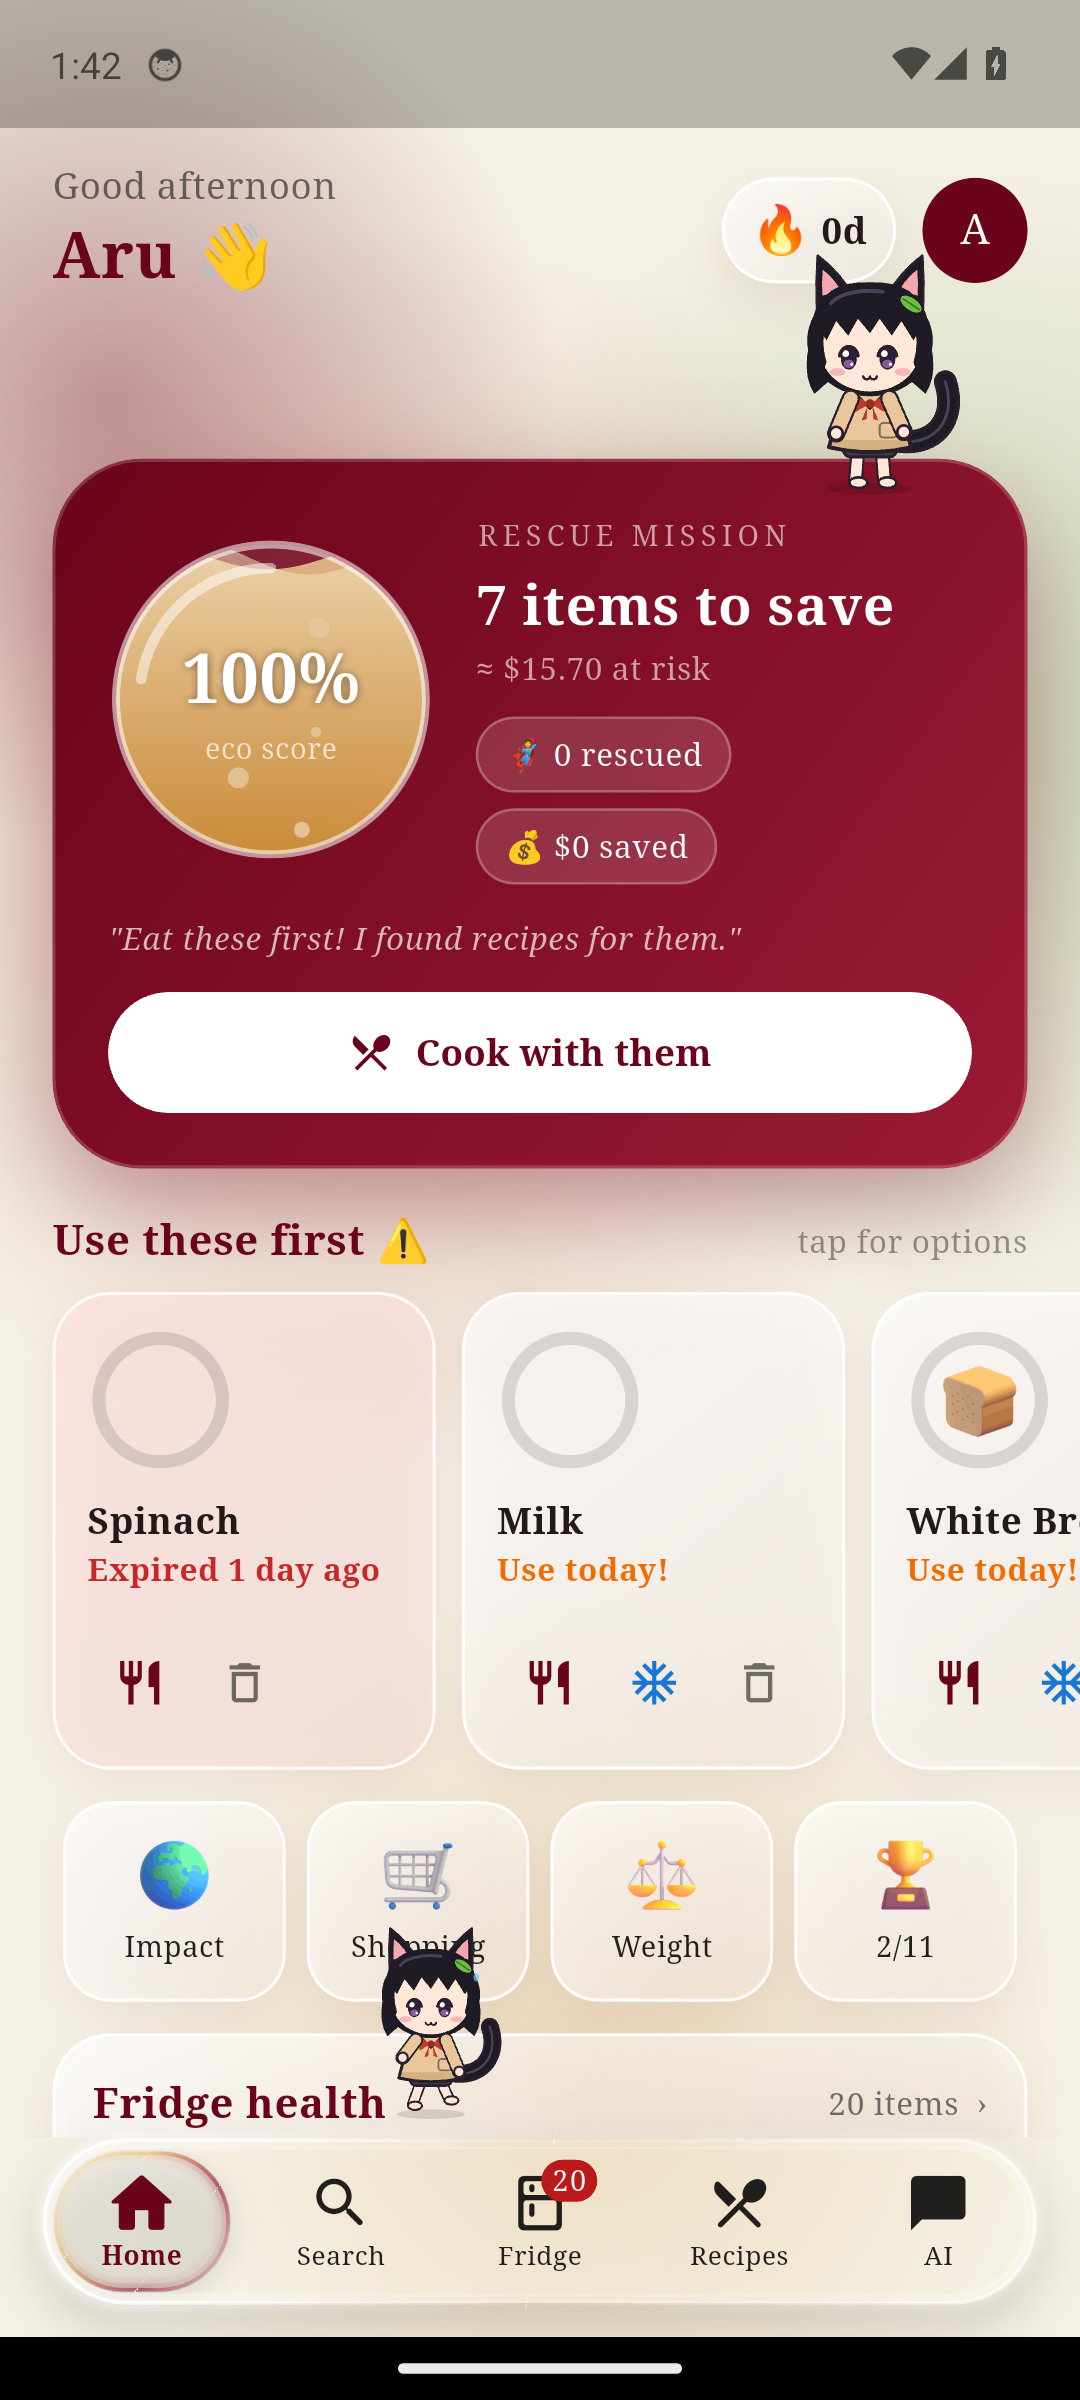 1:42
Good afternoon
Aru 👋
🔥 0d
A
RESCUE MISSION
7 items to save
≈ $15.70 at risk
100%
eco score
0 rescued
💰 $0 saved
"Eat these first! I found recipes for them."
Cook with them
Use these first ⚠️
tap for options
Spinach
Expired 1 day ago
Milk
Use today!
White
Use today!
Impact
Weight
2/11
Fridge health
20 items ›
20
Home
Search
Fridge
Recipes
AI